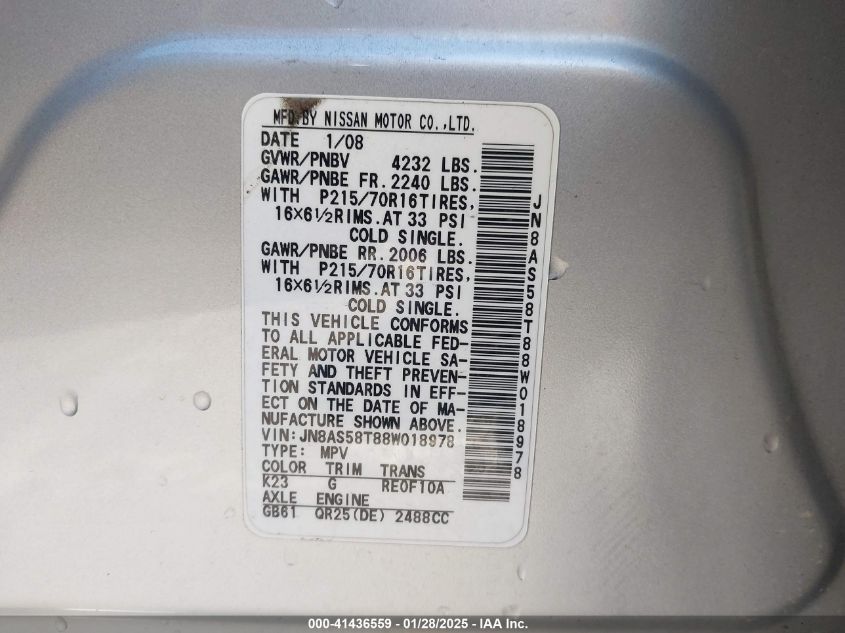 MFD.BY NISSAN MOTOR CO.,LTD.
DATE 1/08
GVWR/PNBV 4232 LBS.
GAWR/PNBE FR. 2240 LBS.
WITH P215/70R16TIRES,
16×6½RIMS.AT 33 PSI
COLD SINGLE.
GAWR/PNBE RR. 2006 LBS.
WITH P215/70R16TIRES,
16×6½RIMS.AT 33 PSI
COLD SINGLE.
THIS VEHICLE CONFORMS
TO ALL APPLICABLE FED-
ERAL MOTOR VEHICLE SA-
FETY AND THEFT PREVEN-
TION STANDARDS IN EFF-
ECT ON THE DATE OF MA-
NUFACTURE SHOWN ABOVE.
VIN:JN8AS58T88W018978
TYPE: MPV
COLOR TRIM TRANS
K23 G RE0F10A
AXLE ENGINE
GB61 QR25(DE) 2488CC
JN8AS58T88W018978
000-41436559 — 01/28/2025 — IAA Inc.